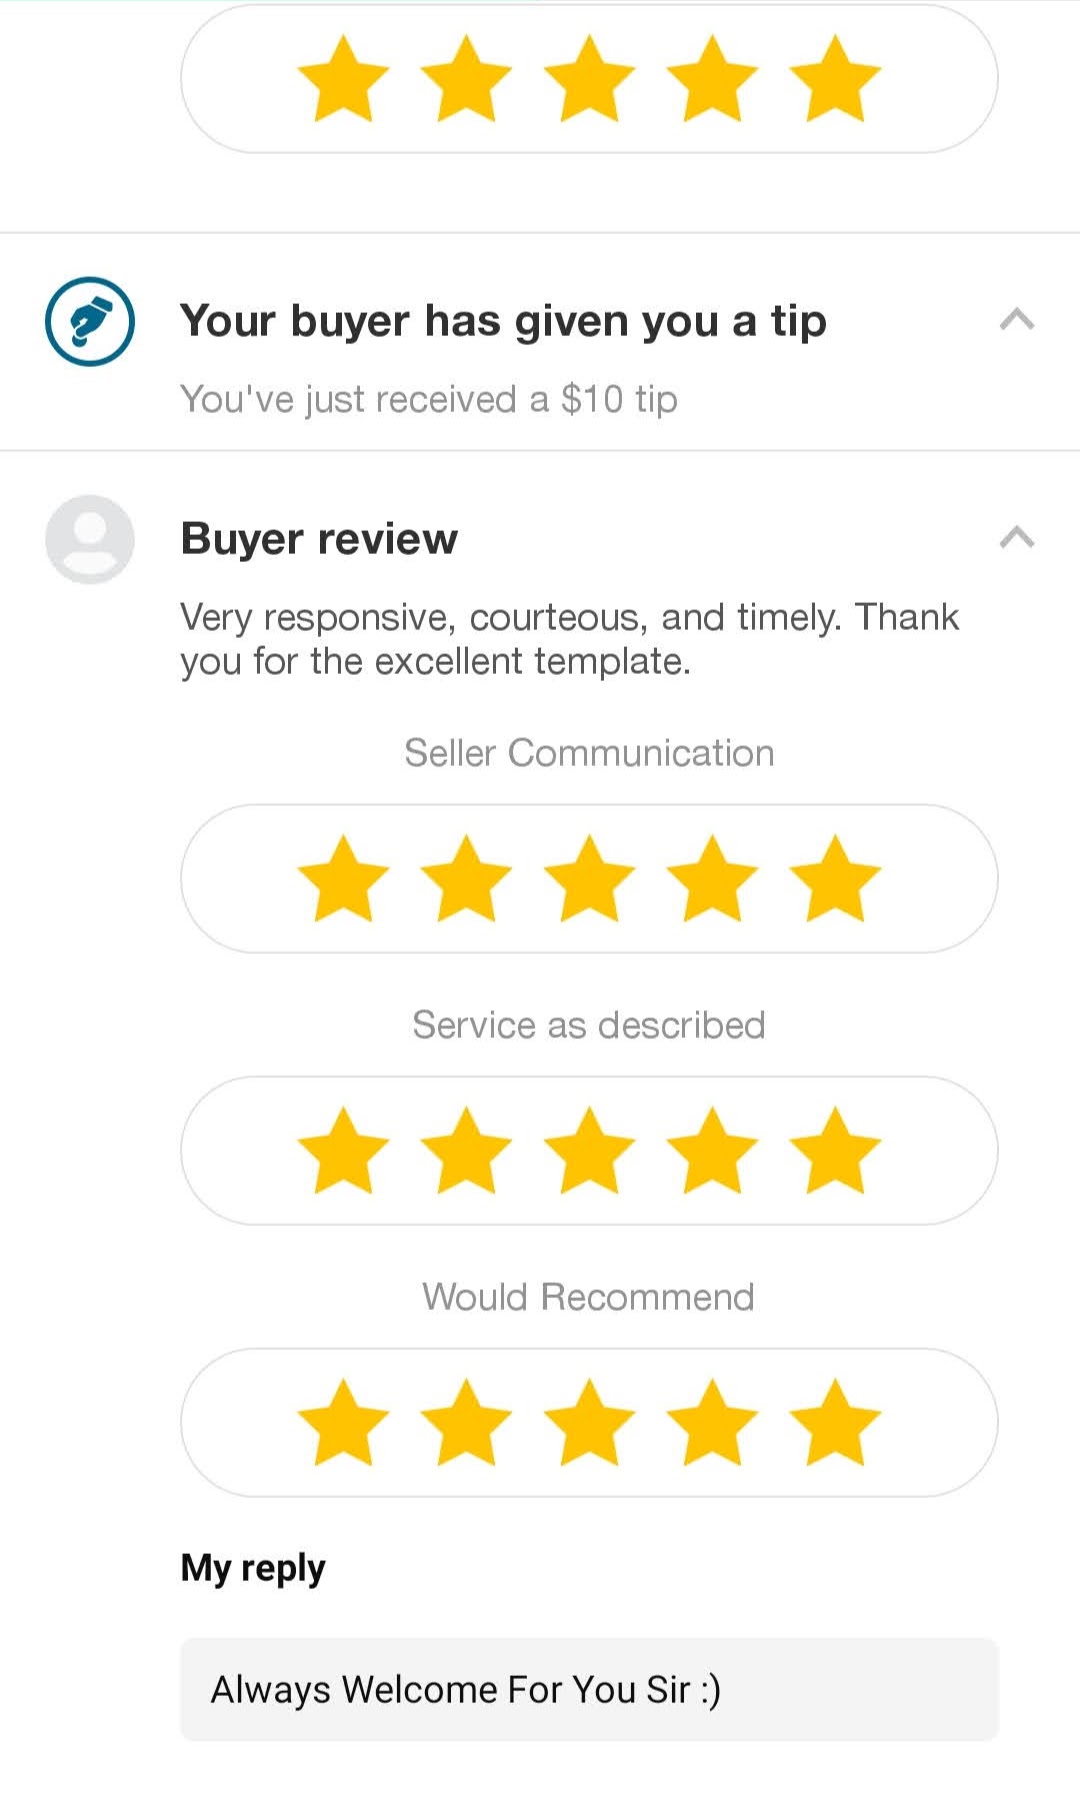 Your buyer has given you a tip
You've just received a $10 tip
Buyer review
Very responsive, courteous, and timely. Thank
you for the excellent template.
Seller Communication
Service as described
Would Recommend
My reply
Always Welcome For You Sir :)